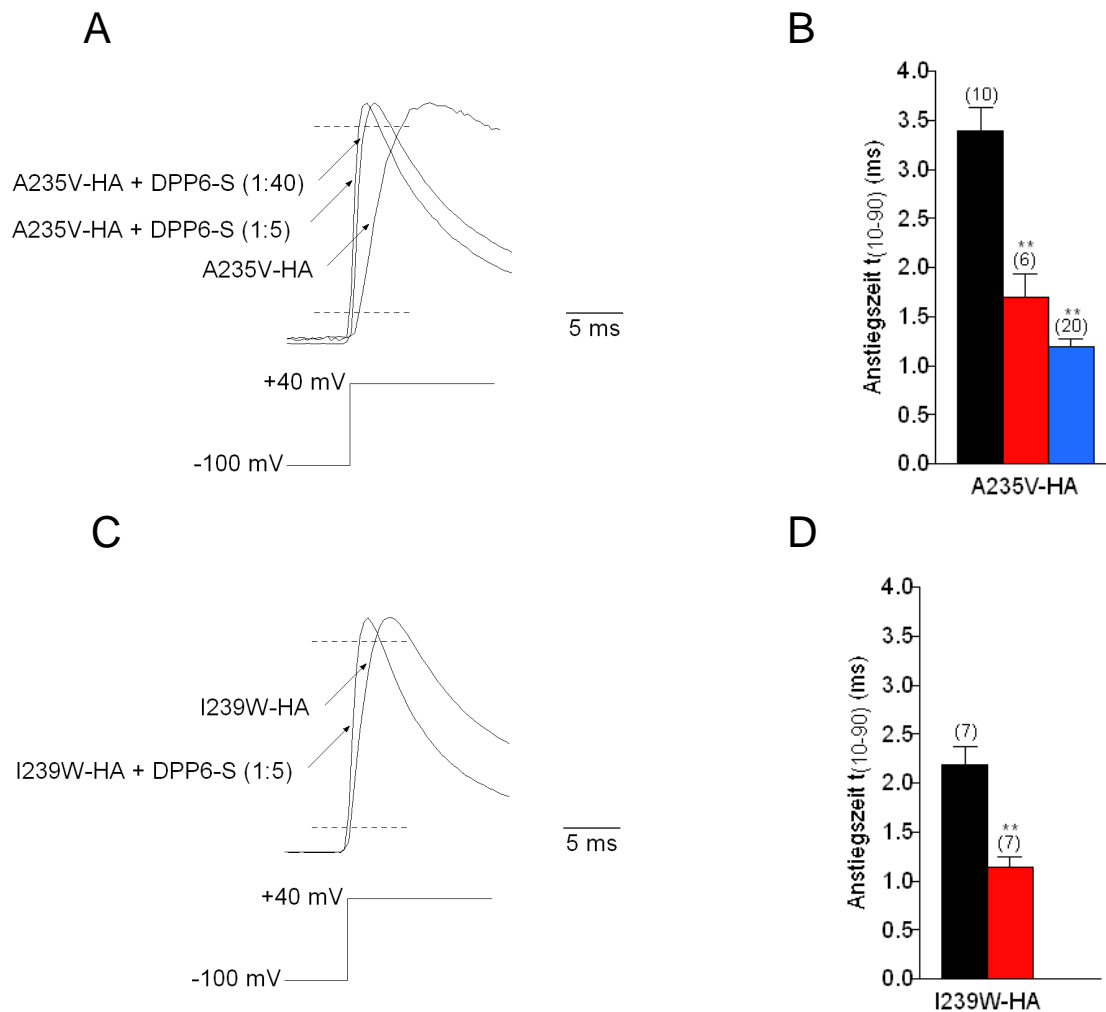 A
A235V-HA + DPP6-S (1:40)
A235V-HA + DPP6-S (1:5)
A235V-HA
5 ms
+40 mV
-100 mV
B
Anstiegszeit t(10-90) (ms)
4.0
3.5
3.0
2.5
2.0
1.5
1.0
0.5
0.0
(10)
**
(6)
**
(20)
A235V-HA
C
I239W-HA
I239W-HA + DPP6-S (1:5)
5 ms
+40 mV
-100 mV
D
Anstiegszeit t(10-90) (ms)
4.0
3.5
3.0
2.5
2.0
1.5
1.0
0.5
0.0
(7)
**
(7)
I239W-HA